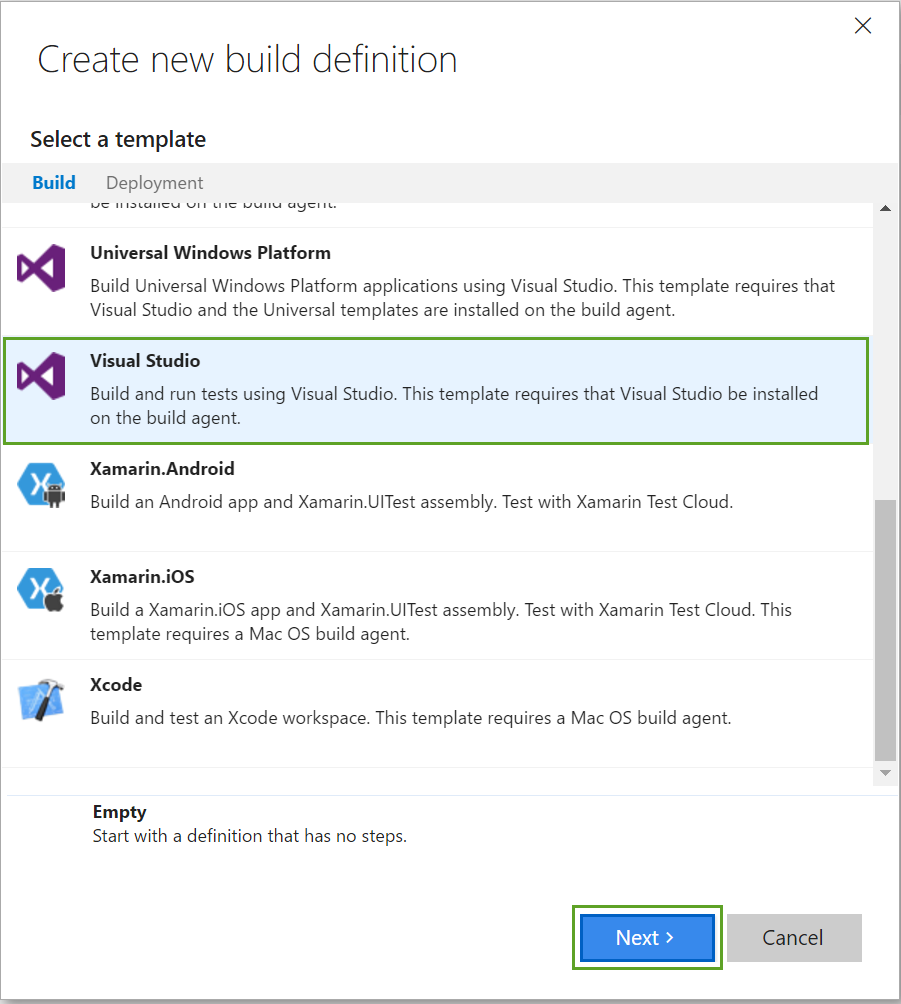 Create new build definition
Select a template
Build Deployment
be installed on the build agent.
Universal Windows Platform
Build Universal Windows Platform applications using Visual Studio. This template requires that
Visual Studio and the Universal templates are installed on the build agent.
Visual Studio
Build and run tests using Visual Studio. This template requires that Visual Studio be installed
on the build agent.
Xamarin.Android
Build an Android app and Xamarin.UITest assembly. Test with Xamarin Test Cloud.
Xamarin.iOS
Build a Xamarin.iOS app and Xamarin.UITest assembly. Test with Xamarin Test Cloud. This
template requires a Mac OS build agent.
Xcode
Build and test an Xcode workspace. This template requires a Mac OS build agent.
Empty
Start with a definition that has no steps.
Next >
Cancel